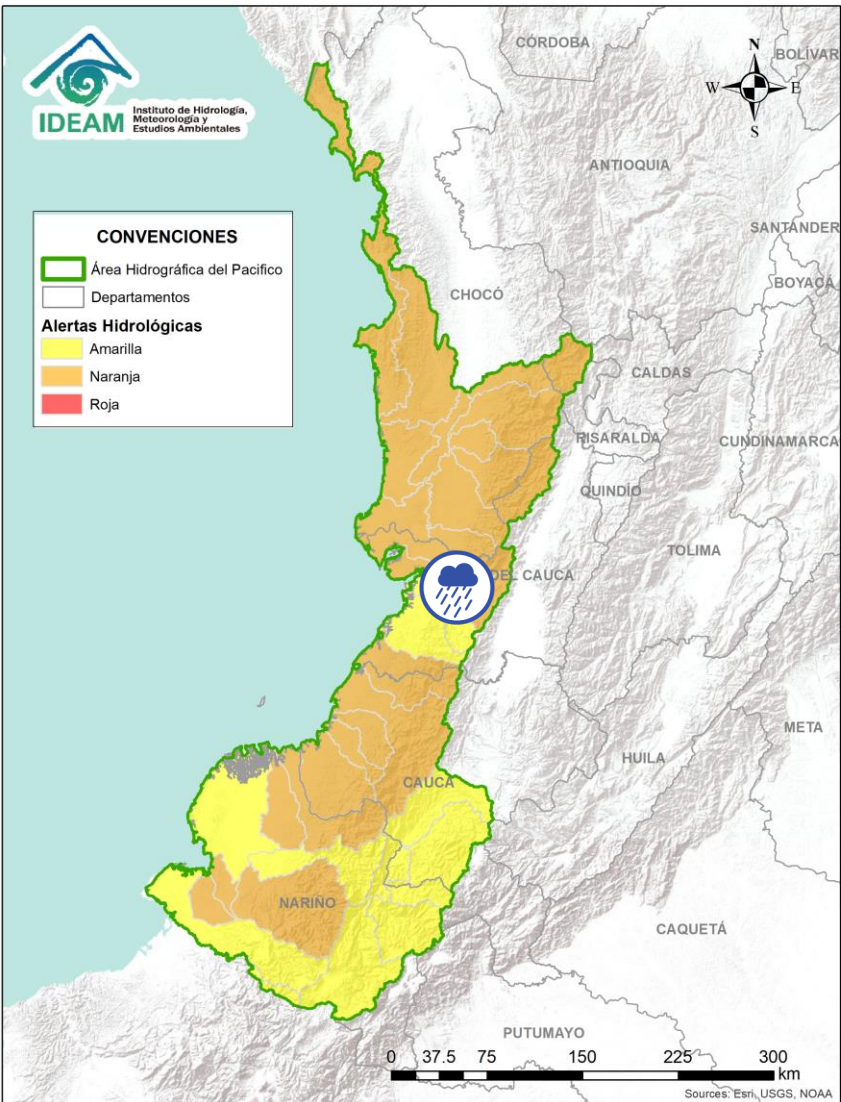 IDEAM
Instituto de Hidrología,
Meteorología y
Estudios Ambientales
CÓRDOBA
BOLÍVAR
N
W
E
S
ANTIOQUIA
SANTANDER
BOYACÁ
CONVENCIONES
Área Hidrográfica del Pacifico
Departamentos
Alertas Hidrológicas
Amarilla
Naranja
Roja
CHOCÓ
CALDAS
RISARALDA
CUNDINAMARCA
QUINDÍO
TOLIMA
DEL CAUCA
META
HUILA
CAUCA
NARIÑO
CAQUETÁ
PUTUMAYO
0 37.5 75 150 225 300
km
Sources: Esri, USGS, NOAA